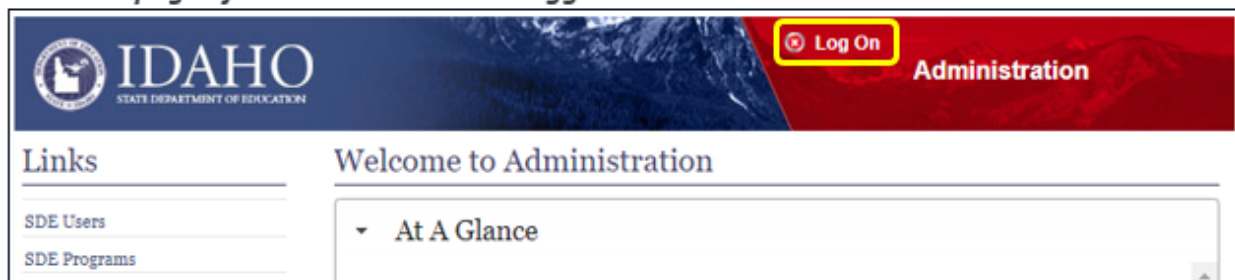 Log On
IDAHO
STATE DEPARTMENT OF EDUCATION
Administration
Links
Welcome to Administration
SDE Users
At A Glance
SDE Programs